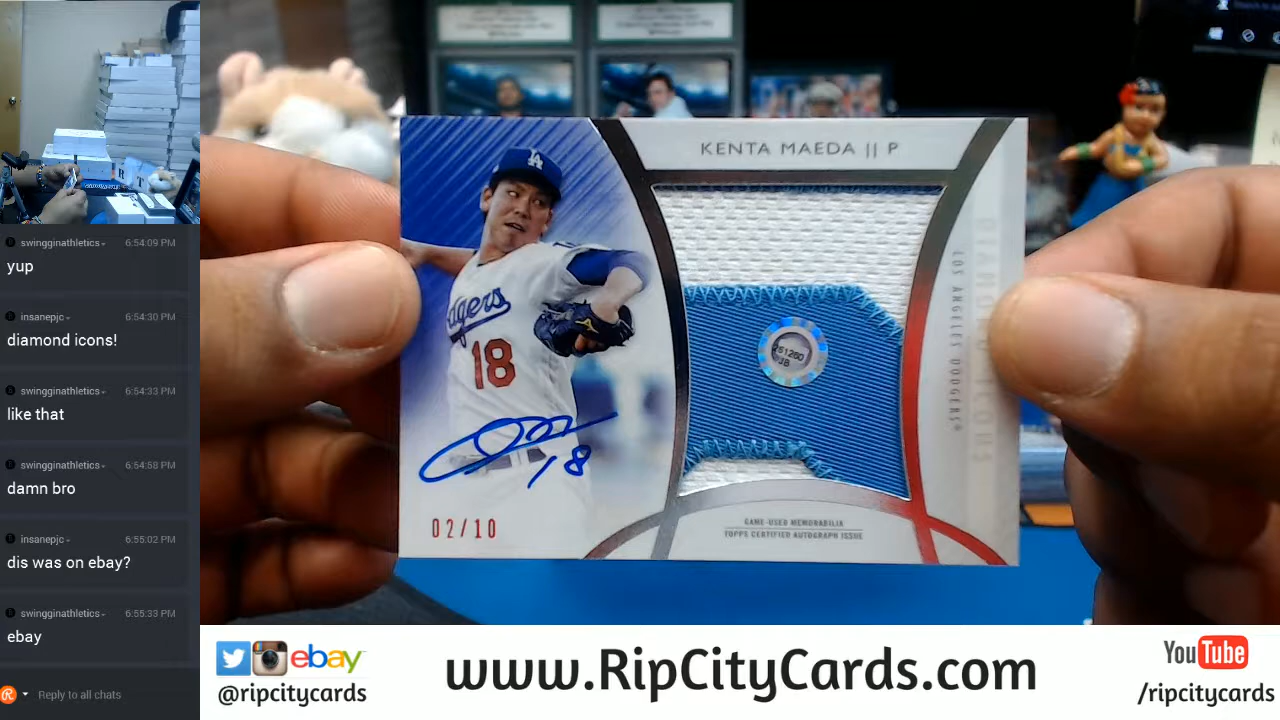 swingginathletics 6:54:09 PM
yup
insanepjc 6:54:30 PM
diamond icons!
insanepjc 6:54:33 PM
like that
swingginathletics 6:54:58 PM
damn bro
insanepjc 6:55:02 PM
dis was on ebay?
swingginathletics 6:55:33 PM
ebay
Reply to all chats
KENTA MAEDA || P
LA
18
18
02/10
LOS ANGELES DODGERS®
GAME-USED MEMORABILIA
TOPPS CERTIFIED AUTOGRAPH ISSUE
ebay
@ripcitycards
www.RipCityCards.com
YouTube
/ripcitycards